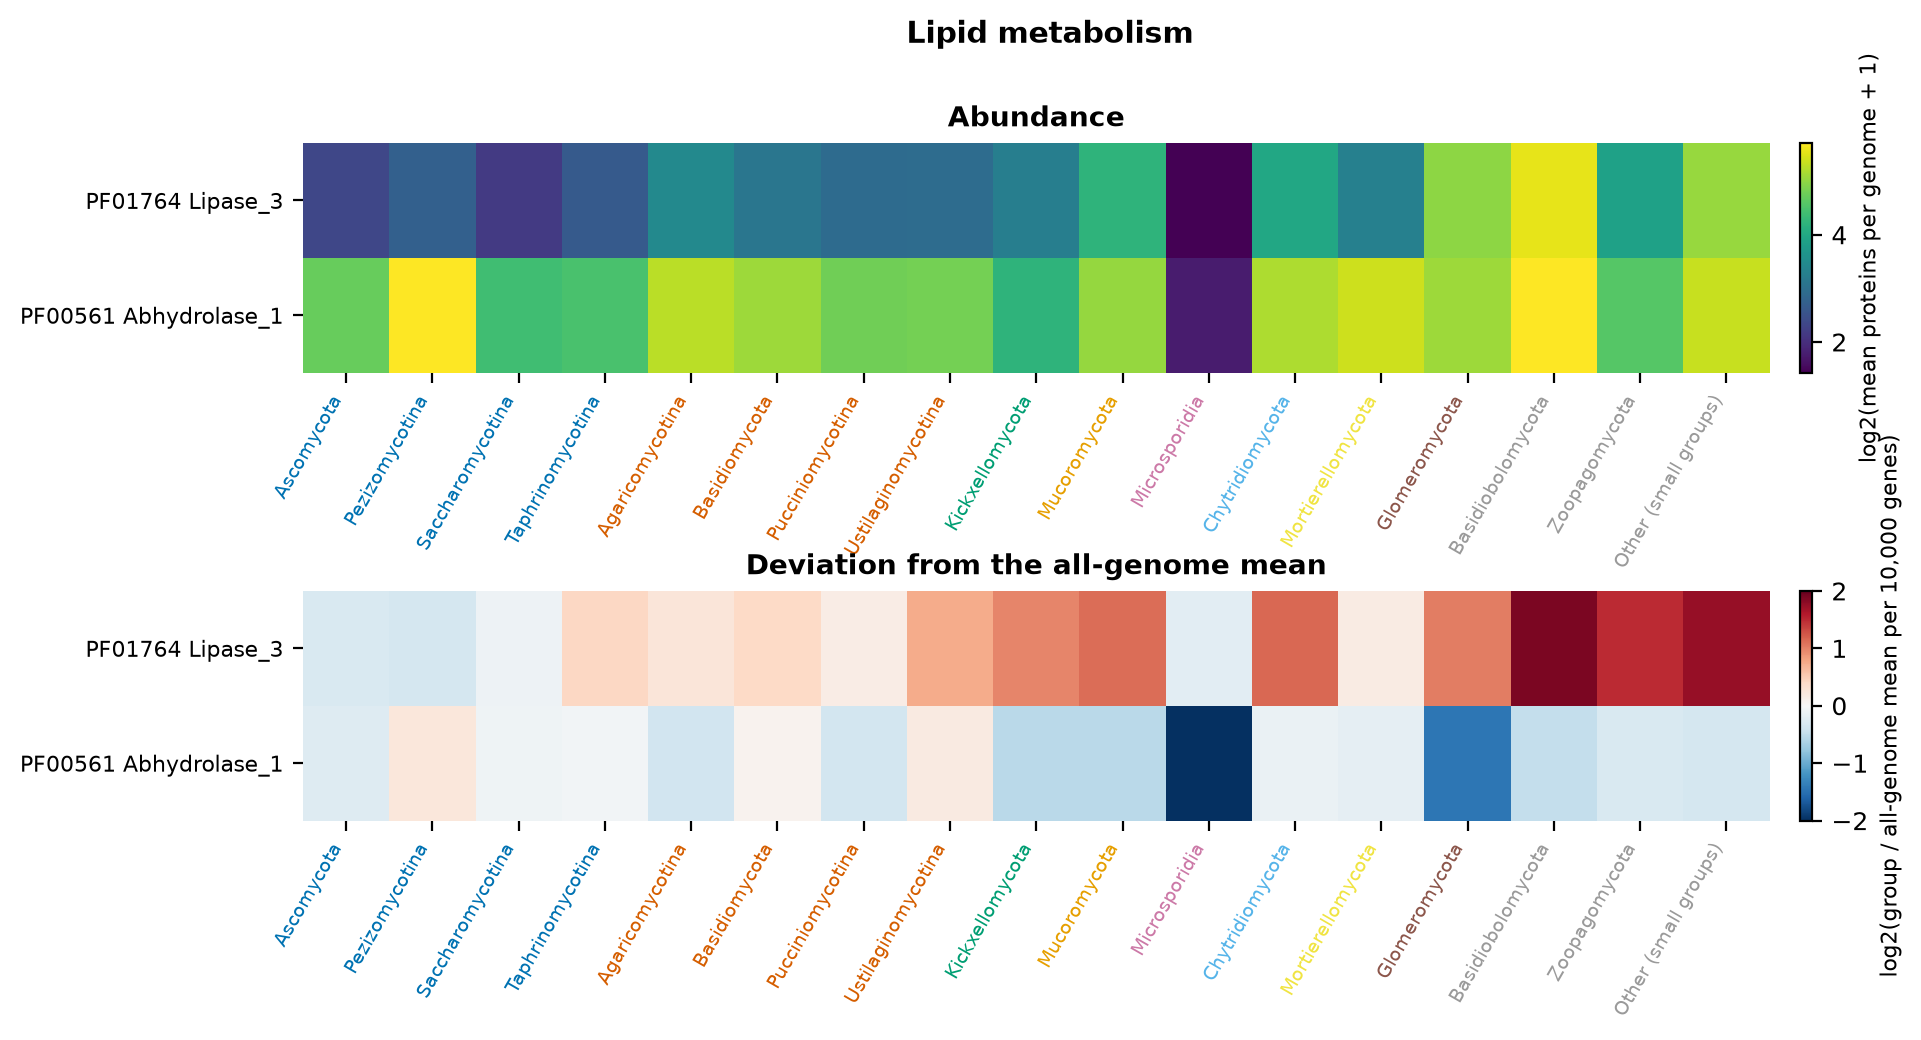 Lipid metabolism
Abundance
PF01764 Lipase_3
PF00561 Abhydrolase_1
Ascomycota
Pezizomycotina
Saccharomycotina
Taphrinomycotina
Agaricomycotina
Basidiomycota
Pucciniomycotina
Ustilaginomycotina
Kickxellomycota
Mucoromycota
Microsporidia
Chytridiomycota
Mortierellomycota
Glomeromycota
Basidiobolomycota
Zoopagomycota
Other (small groups)
4
2
log2(mean proteins per genome + 1)
Deviation from the all-genome mean
PF01764 Lipase_3
PF00561 Abhydrolase_1
Ascomycota
Pezizomycotina
Saccharomycotina
Taphrinomycotina
Agaricomycotina
Basidiomycota
Pucciniomycotina
Ustilaginomycotina
Kickxellomycota
Mucoromycota
Microsporidia
Chytridiomycota
Mortierellomycota
Glomeromycota
Basidiobolomycota
Zoopagomycota
Other (small groups)
2
1
0
−1
−2
log2(group / all-genome mean per 10,000 genes)